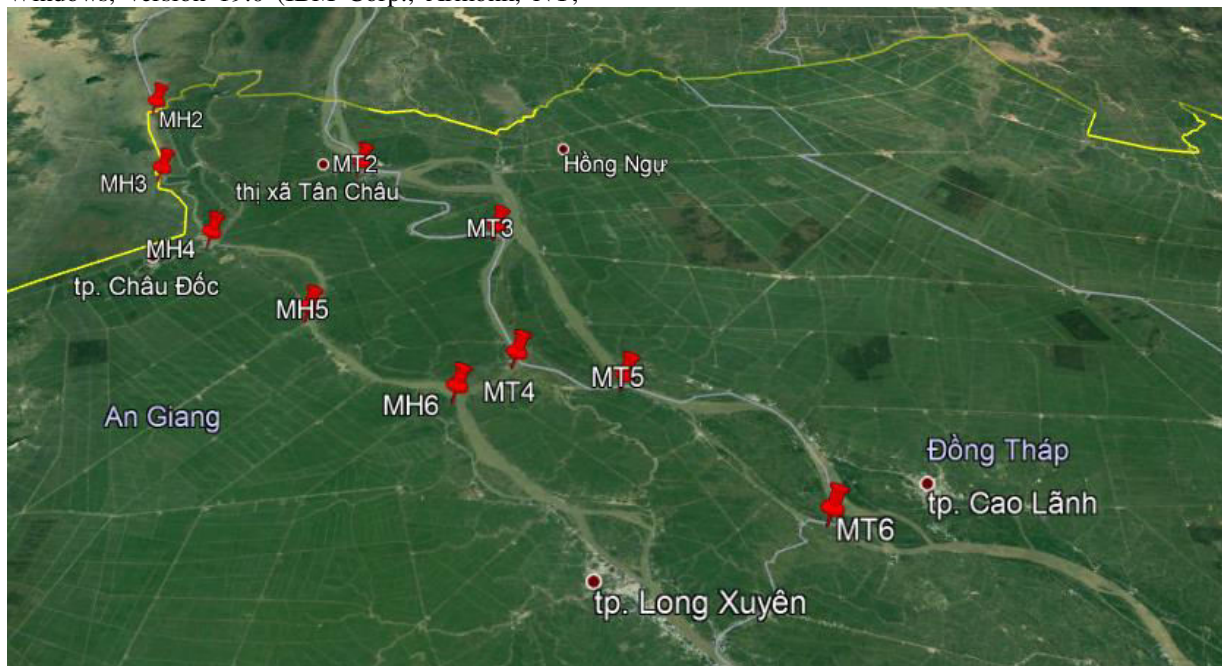 MH2
MT2
Hồng Ngự
MH3
thị xã Tân Châu
MT3
MH4
tp. Châu Đốc
MH5
MT4
MT5
MH6
An Giang
Đồng Tháp
tp. Cao Lãnh
MT6
tp. Long Xuyên